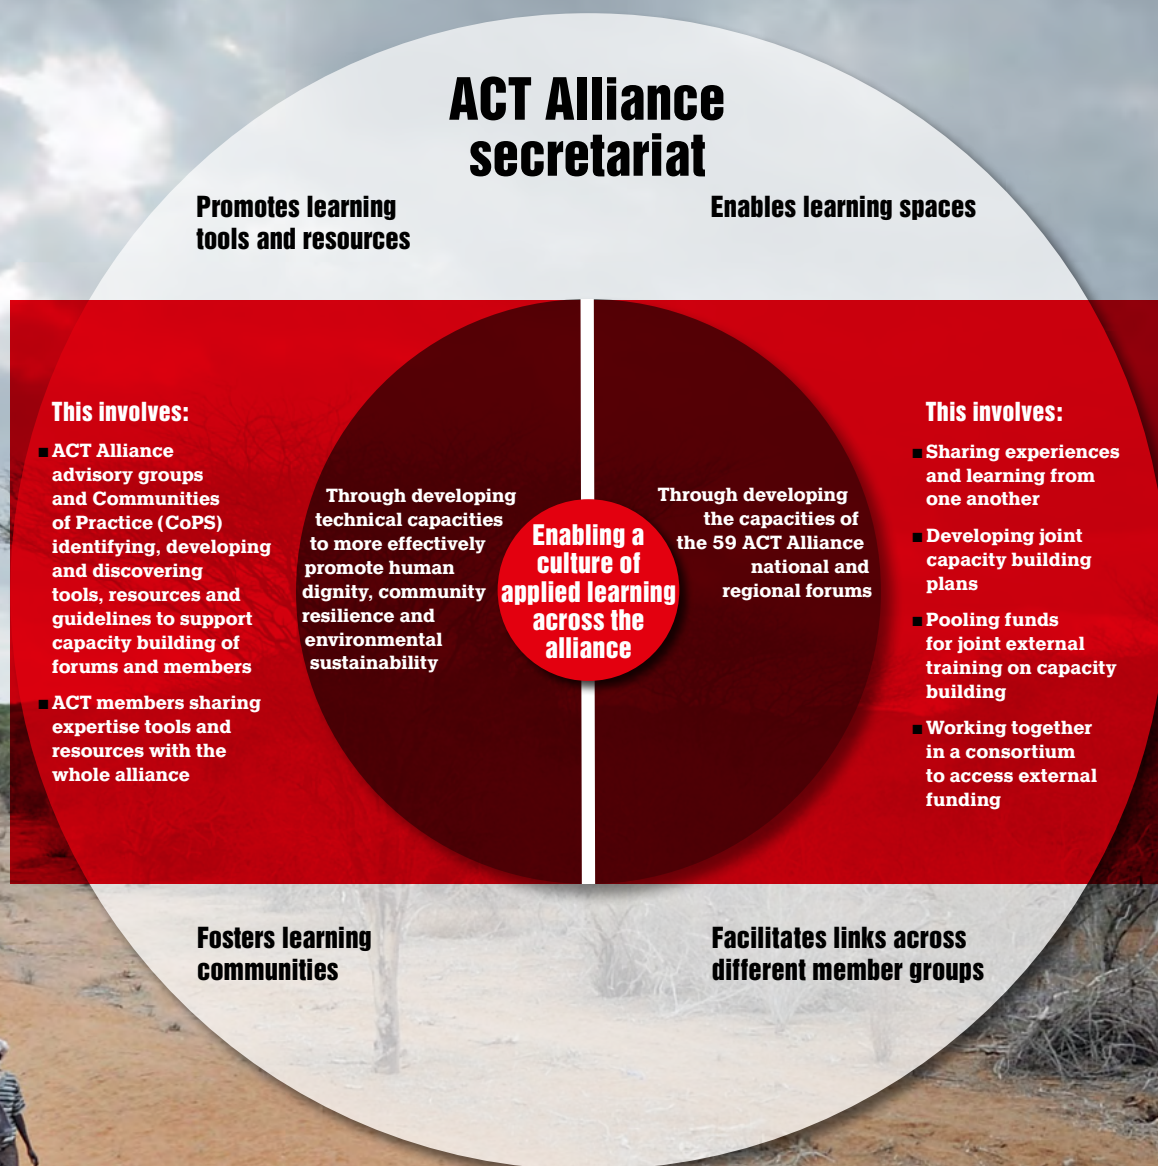 ACT Alliance
secretariat
Promotes learning
tools and resources
Enables learning spaces
This involves:
■ ACT Alliance
advisory groups
and Communities
of Practice (CoPS)
identifying, developing
and discovering
tools, resources and
guidelines to support
capacity building of
forums and members
■ ACT members sharing
expertise tools and
resources with the
whole alliance
Through developing
technical capacities
to more effectively
promote human
dignity, community
resilience and
environmental
sustainability
Enabling a
culture of
applied learning
across the
alliance
Through developing
the capacities of
the 59 ACT Alliance
national and
regional forums
This involves:
■ Sharing experiences
and learning from
one another
■ Developing joint
capacity building
plans
■ Pooling funds
for joint external
training on capacity
building
■ Working together
in a consortium
to access external
funding
Fosters learning
communities
Facilitates links across
different member groups